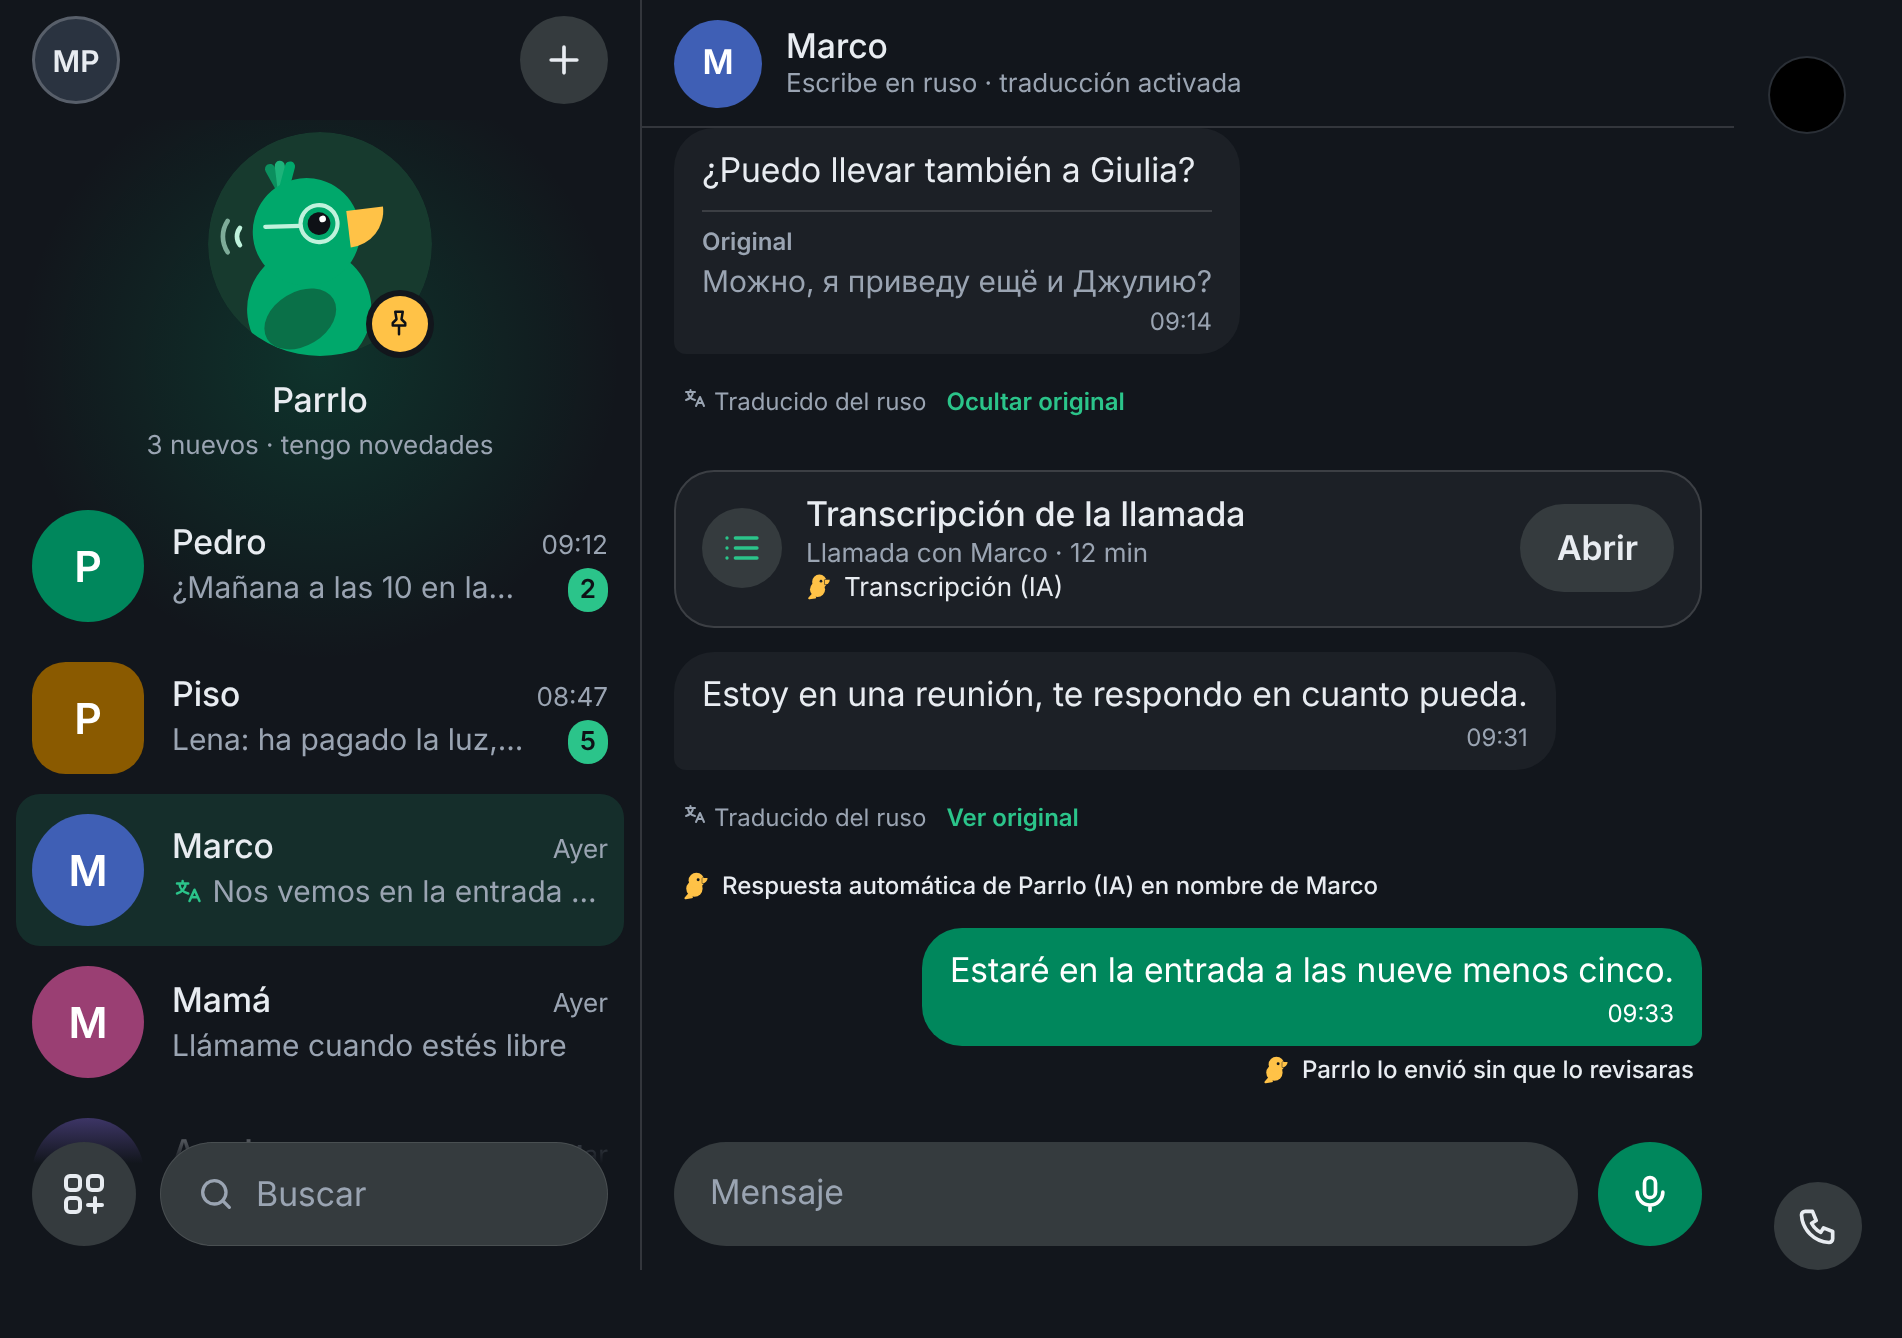 MP
Parrlo
3 nuevos · tengo novedades
P
Pedro
09:12
¿Mañana a las 10 en la...
2
P
Piso
08:47
Lena: ha pagado la luz,...
5
M
Marco
Ayer
Nos vemos en la entrada ...
M
Mamá
Ayer
Llámame cuando estés libre
Buscar
M
Marco
Escribe en ruso · traducción activada
¿Puedo llevar también a Giulia?
Original
Можно, я приведу ещё и Джулию?
09:14
Traducido del ruso Ocultar original
Transcripción de la llamada
Llamada con Marco · 12 min
Transcripción (IA)
Abrir
Estoy en una reunión, te respondo en cuanto pueda.
09:31
Traducido del ruso Ver original
Respuesta automática de Parrlo (IA) en nombre de Marco
Estaré en la entrada a las nueve menos cinco.
09:33
Parrlo lo envió sin que lo revisaras
Mensaje